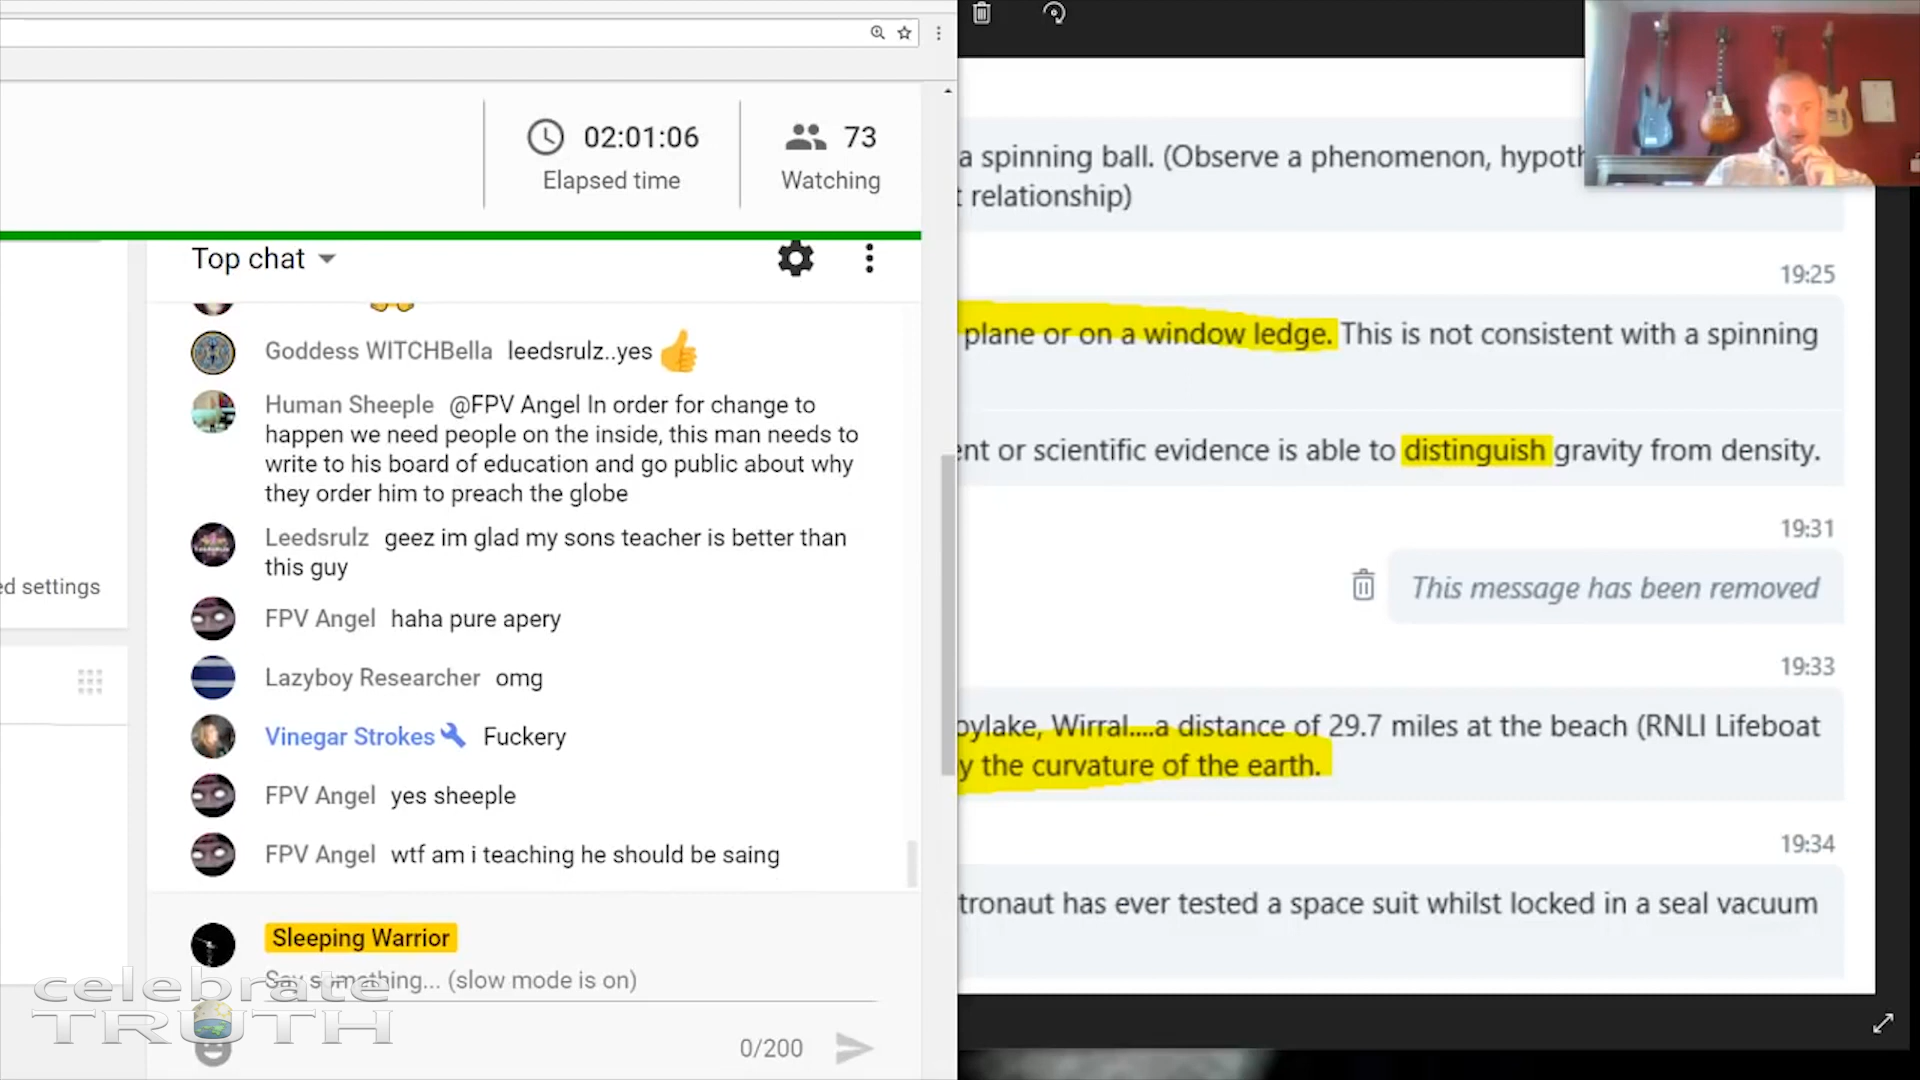 02:01:06
Elapsed time
73
Watching
Top chat
Goddess WITCHBella leedsrulz..yes
Human Sheeple @FPV Angel In order for change to
happen we need people on the inside, this man needs to
write to his board of education and go public about why
they order him to preach the globe
Leedsrulz geez im glad my sons teacher is better than
this guy
FPV Angel haha pure apery
Lazyboy Researcher omg
Vinegar Strokes Fuckery
FPV Angel yes sheeple
FPV Angel wtf am i teaching he should be saing
Sleeping Warrior
Say something... (slow mode is on)
0/200
ed settings
celebrate
TRUTH
a spinning ball. (Observe a phenomenon, hypoth
t relationship)
19:25
plane or on a window ledge. This is not consistent with a spinning
ent or scientific evidence is able to distinguish gravity from density.
19:31
This message has been removed
19:33
oylake, Wirral....a distance of 29.7 miles at the beach (RNLI Lifeboat
y the curvature of the earth.
19:34
tronaut has ever tested a space suit whilst locked in a seal vacuum